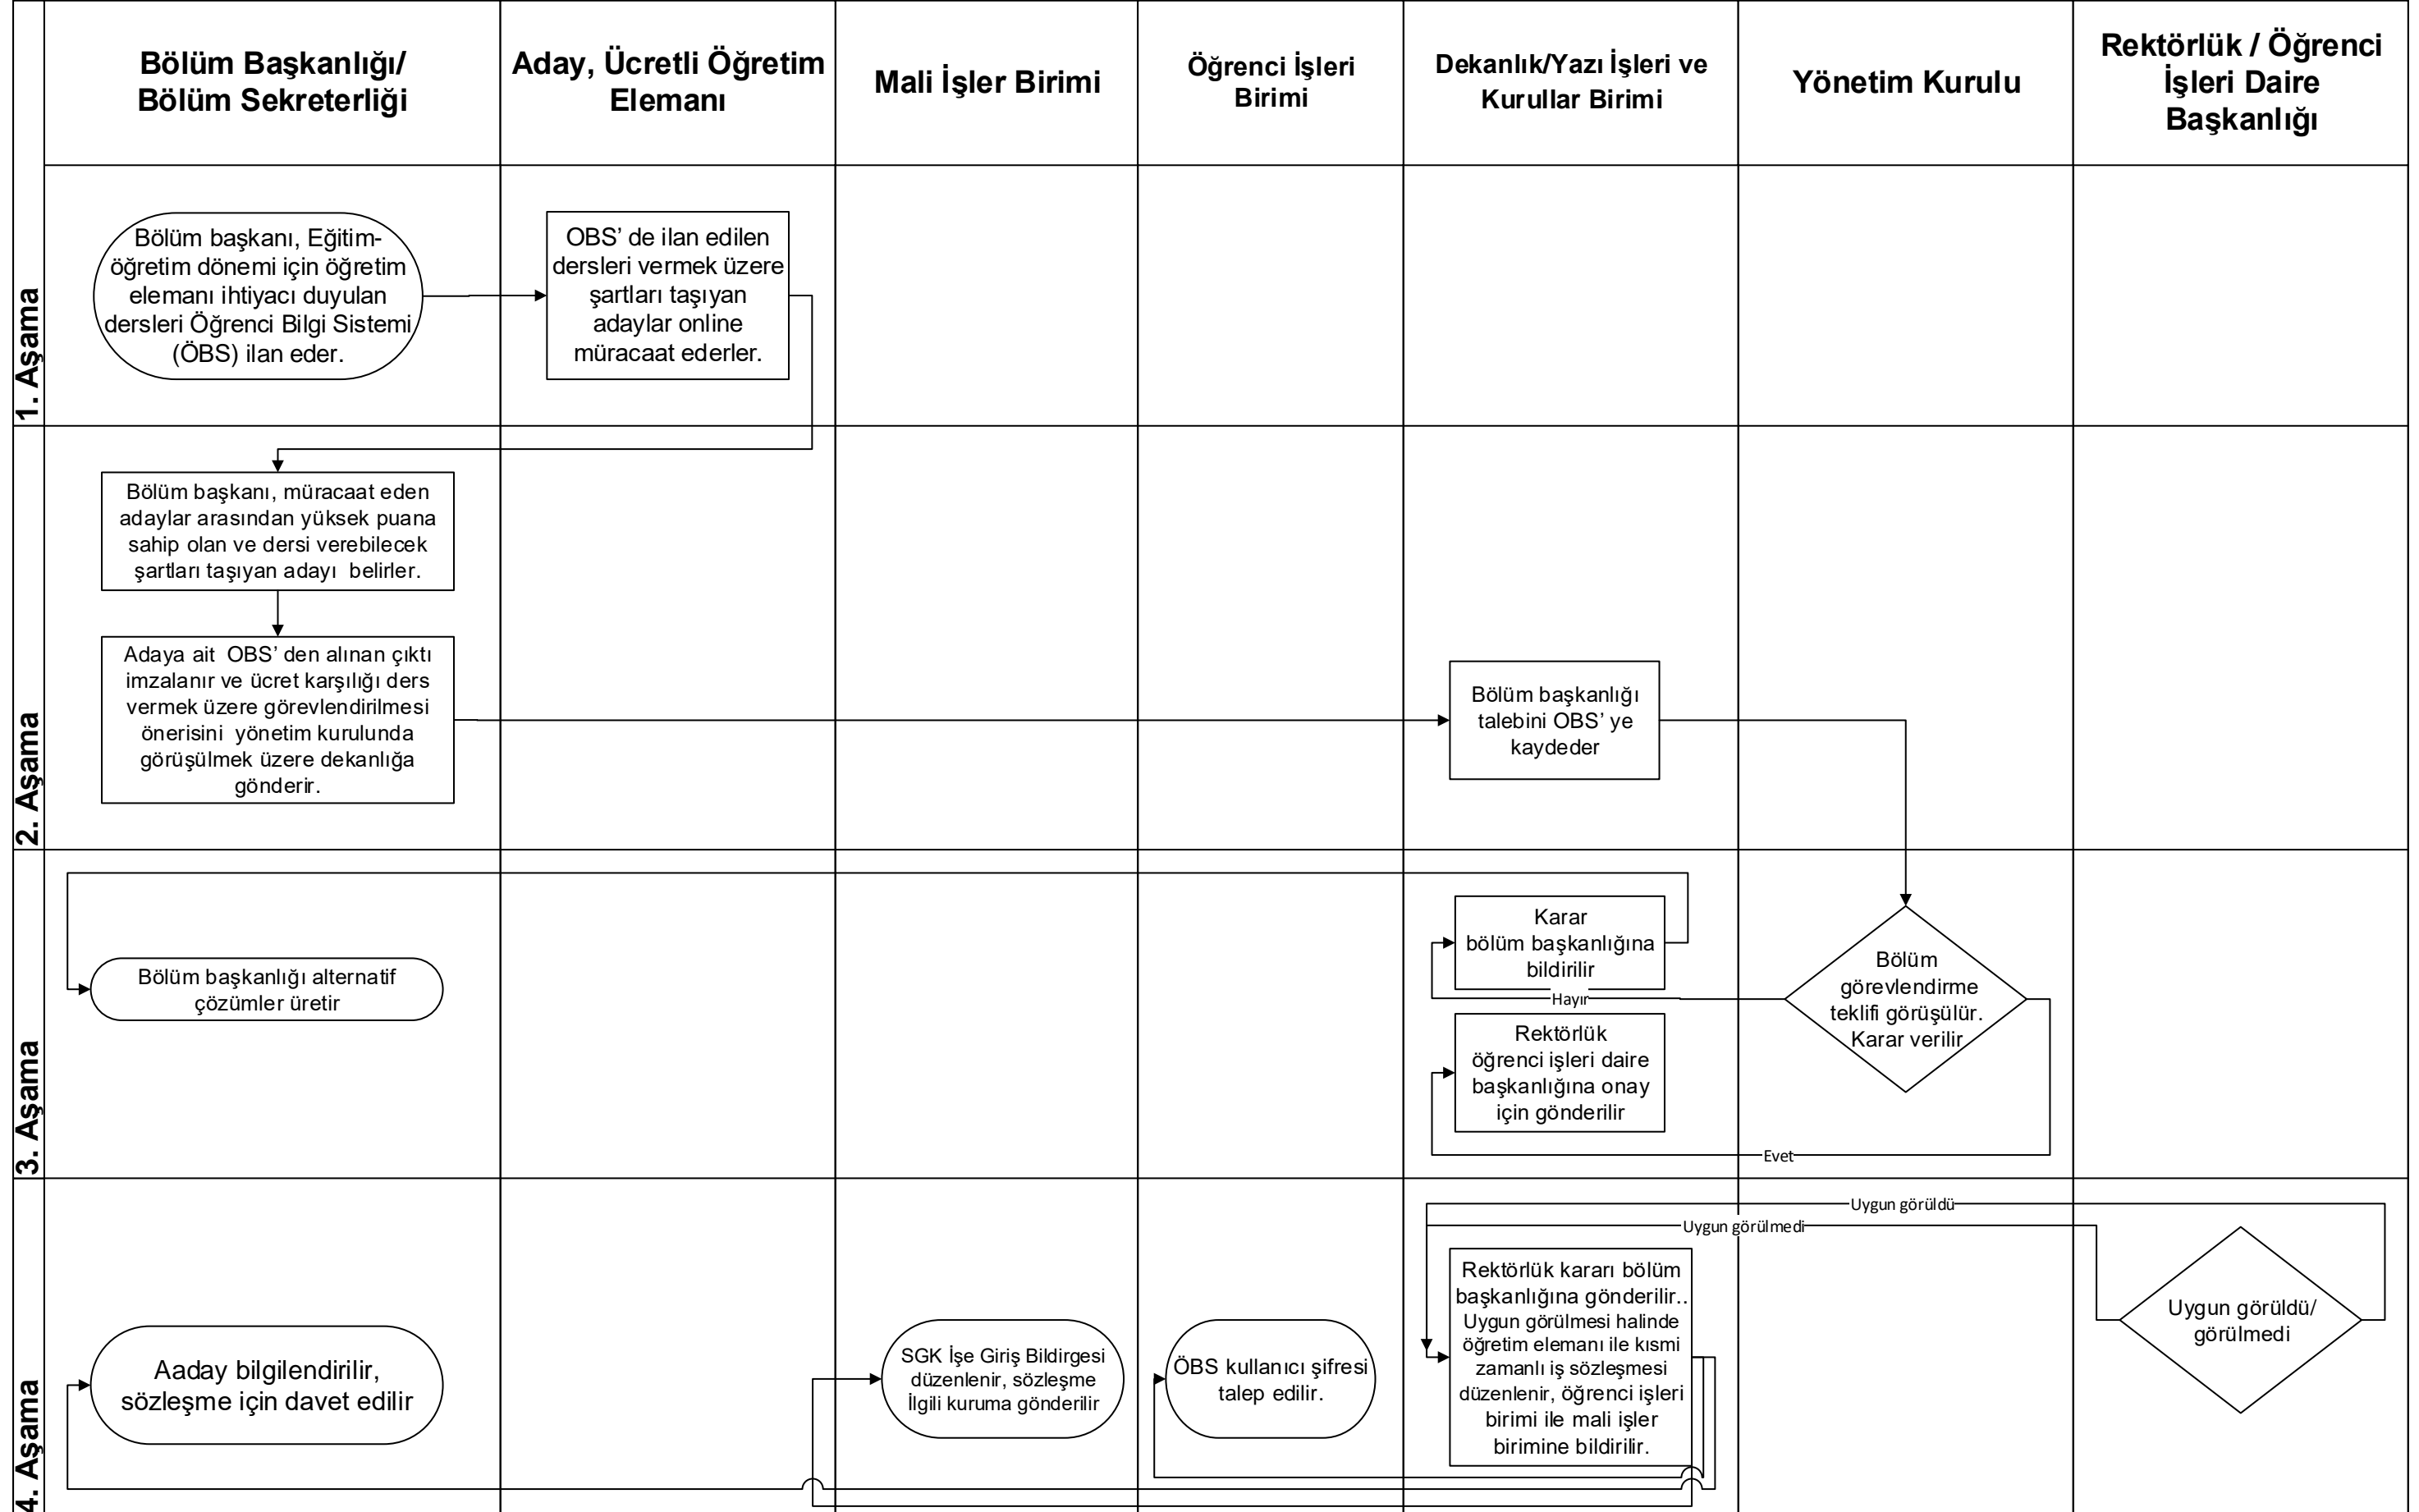 Bölüm Başkanlığı/
Bölüm Sekreterliği
Aday, Ücretli Öğretim
Elemanı
Mali İşler Birimi
Öğrenci İşleri
Birimi
Dekanlık/Yazı İşleri ve
Kurullar Birimi
Yönetim Kurulu
Rektörlük / Öğrenci
İşleri Daire
Başkanlığı
1. Aşama
Bölüm başkanı, Eğitim-
öğretim dönemi için öğretim
elemanı ihtiyacı duyulan
dersleri Öğrenci Bilgi Sistemi
(ÖBS) ilan eder.
OBS’ de ilan edilen
dersleri vermek üzere
şartları taşıyan
adaylar online
müracaat ederler.
2. Aşama
Bölüm başkanı, müracaat eden
adaylar arasından yüksek puana
sahip olan ve dersi verebilecek
şartları taşıyan adayı  belirler.
Adaya ait  OBS’ den alınan çıktı
imzalanır ve ücret karşılığı ders
vermek üzere görevlendirilmesi
önerisini  yönetim kurulunda
görüşülmek üzere dekanlığa
gönderir.
Bölüm başkanlığı
talebini OBS’ ye
kaydeder
3. Aşama
Bölüm başkanlığı alternatif
çözümler üretir
Karar
bölüm başkanlığına
bildirilir
Hayır
Rektörlük
öğrenci işleri daire
başkanlığına onay
için gönderilir
Bölüm
görevlendirme
teklifi görüşülür.
Karar verilir
Evet
4. Aşama
Uygun görüldü
Uygun görülmedi
Aaday bilgilendirilir,
sözleşme için davet edilir
SGK İşe Giriş Bildirgesi
düzenlenir, sözleşme
İlgili kuruma gönderilir
ÖBS kullanıcı şifresi
talep edilir.
Rektörlük kararı bölüm
başkanlığına gönderilir..
Uygun görülmesi halinde
öğretim elemanı ile kısmi
zamanlı iş sözleşmesi
düzenlenir, öğrenci işleri
birimi ile mali işler
birimine bildirilir.
Uygun görüldü/
görülmedi